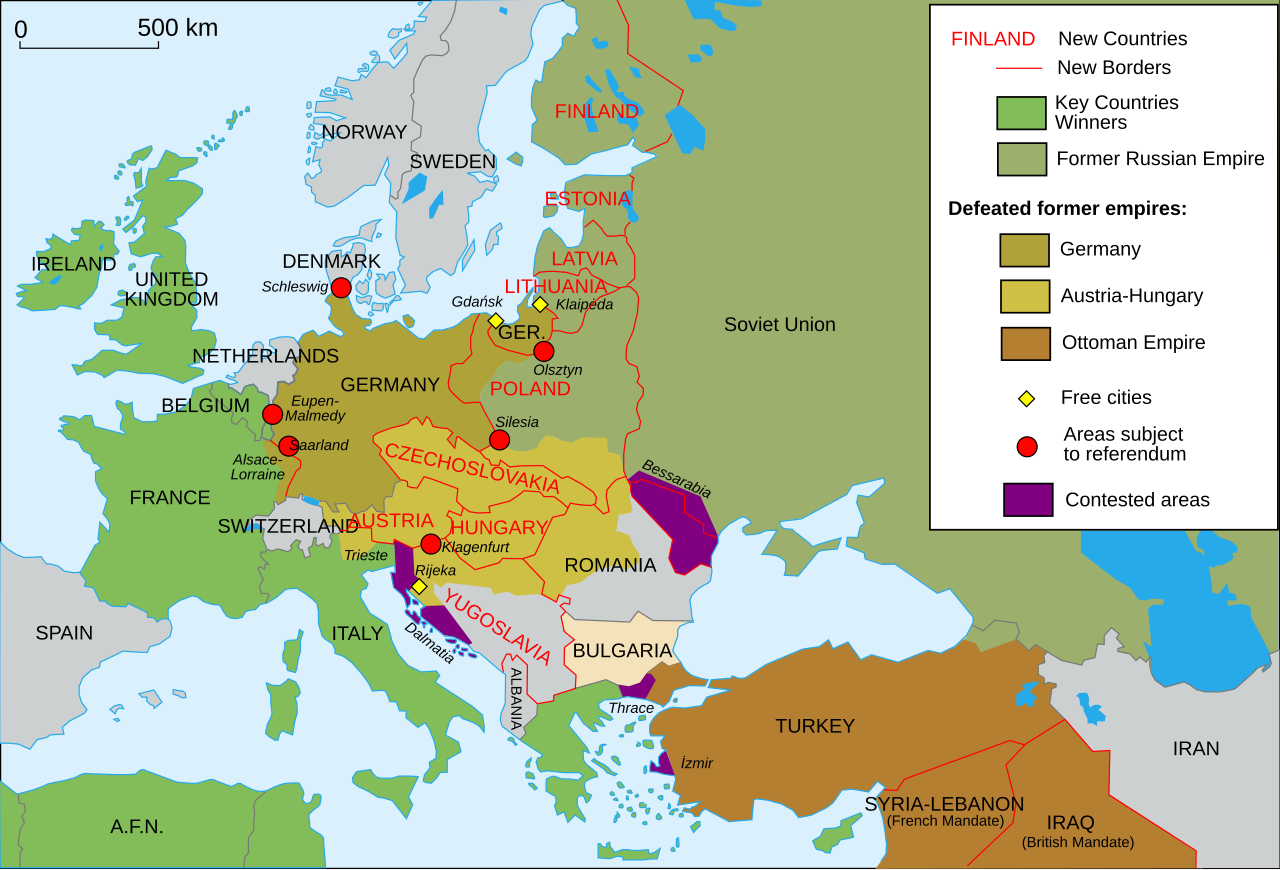 0
500 km
FINLAND New Countries
New Borders
Key Countries
Winners
Former Russian Empire
Defeated former empires:
Germany
Austria-Hungary
Ottoman Empire
Free cities
Areas subject
to referendum
Contested areas
NORWAY
SWEDEN
FINLAND
ESTONIA
LATVIA
LITHUANIA
Klaipėda
IRELAND
UNITED
KINGDOM
DENMARK
Schleswig
Gdańsk
GER.
Olsztyn
Soviet Union
NETHERLANDS
GERMANY
POLAND
BELGIUM
Eupen-
Malmedy
Silesia
Saarland
Alsace-
Lorraine
CZECHOSLOVAKIA
Bessarabia
FRANCE
SWITZERLAND
AUSTRIA
HUNGARY
Klagenfurt
Trieste
Rijeka
ROMANIA
YUGOSLAVIA
Dalmatia
SPAIN
ITALY
BULGARIA
ALBANIA
Thrace
TURKEY
İzmir
IRAN
SYRIA-LEBANON
(French Mandate)
IRAQ
(British Mandate)
A.F.N.